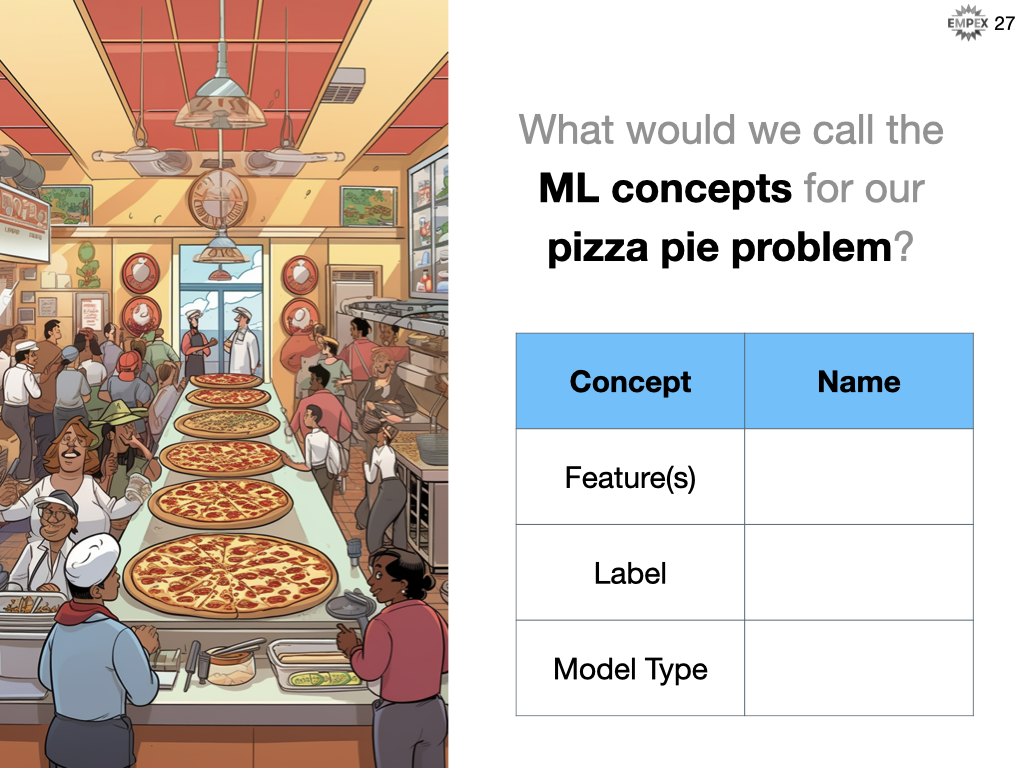 EMPEX 27
What would we call the
ML concepts for our
pizza pie problem?
Concept Name
Feature(s)
Label
Model Type